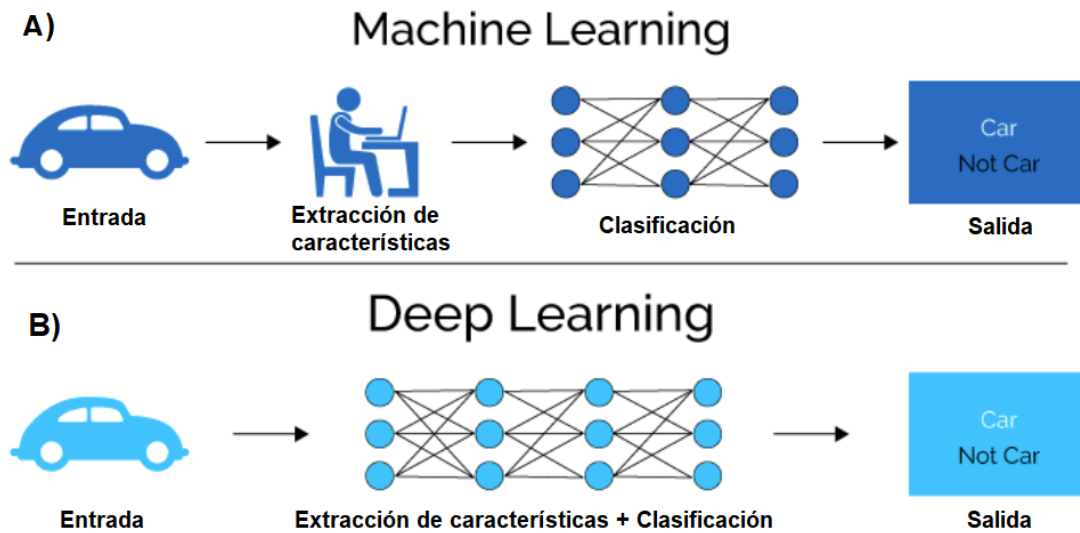 A)
Machine Learning
Car
Not Car
Entrada
Extracción de
características
Clasificación
Salida
B)
Deep Learning
Car
Not Car
Entrada
Extracción de características + Clasificación
Salida